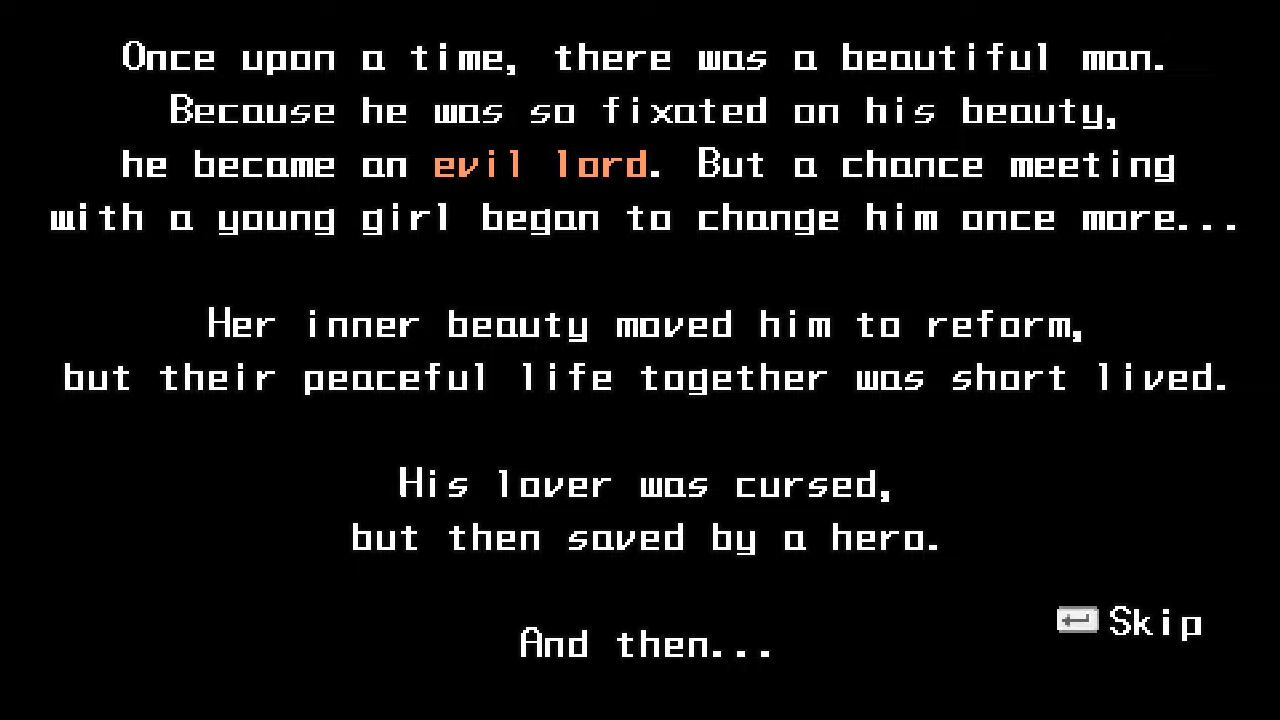 Once upon a time, there was a beautiful man.
Because he was so fixated on his beauty,
he became an evil lord. But a chance meeting
with a young girl began to change him once more...
Her inner beauty moved him to reform,
but their peaceful life together was short lived.
His lover was cursed,
but then saved by a hero.
Skip
And then...